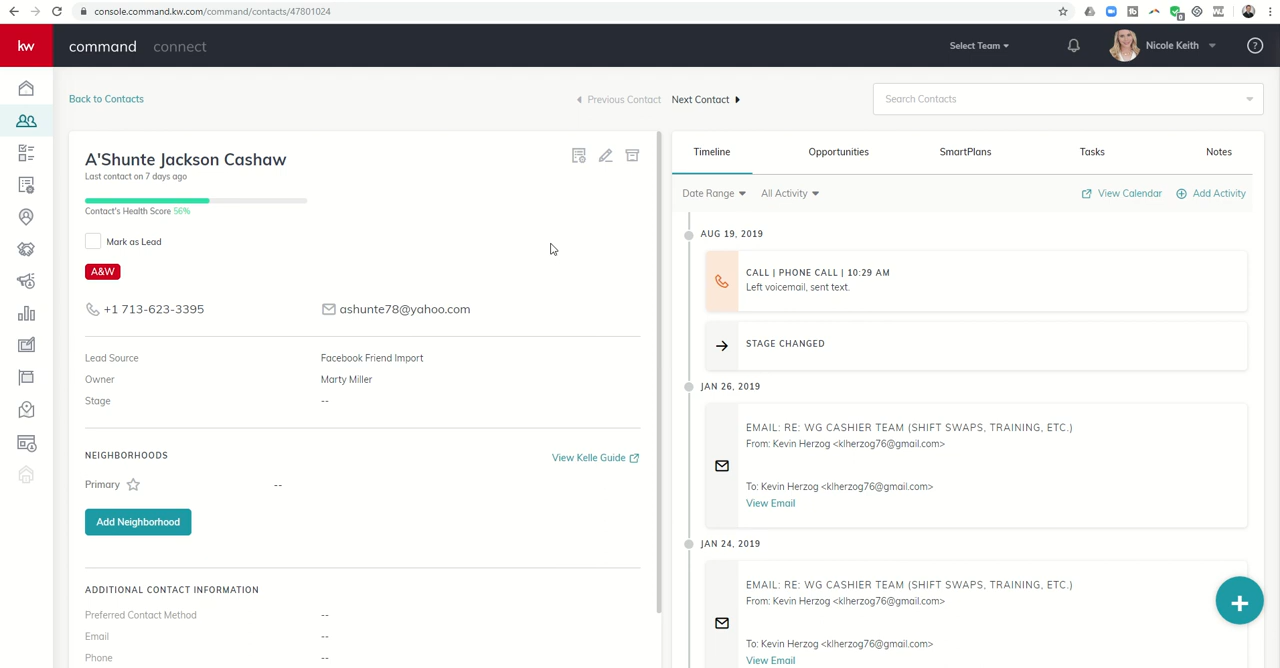 console.command.kw.com/command/contacts/47801024
kw
command connect
Select Team
Nicole Keith
?
Back to Contacts
Previous Contact Next Contact
Search Contacts
A'Shunte Jackson Cashaw
Last contact on 7 days ago
Contact's Health Score 56%
Mark as Lead
A&W
+1 713-623-3395
ashunte78@yahoo.com
Lead Source Facebook Friend Import
Owner Marty Miller
Stage --
NEIGHBORHOODS
View Kelle Guide
Primary --
Add Neighborhood
ADDITIONAL CONTACT INFORMATION
Preferred Contact Method --
Email --
Phone --
Timeline Opportunities SmartPlans Tasks Notes
Date Range All Activity View Calendar Add Activity
AUG 19, 2019
CALL | PHONE CALL | 10:29 AM
Left voicemail, sent text.
STAGE CHANGED
JAN 26, 2019
EMAIL: RE: WG CASHIER TEAM (SHIFT SWAPS, TRAINING, ETC.)
From: Kevin Herzog <klherzog76@gmail.com>
To: Kevin Herzog <klherzog76@gmail.com>
View Email
JAN 24, 2019
EMAIL: RE: WG CASHIER TEAM (SHIFT SWAPS, TRAINING, ETC.)
From: Kevin Herzog <klherzog76@gmail.com>
To: Kevin Herzog <klherzog76@gmail.com>
View Email
+